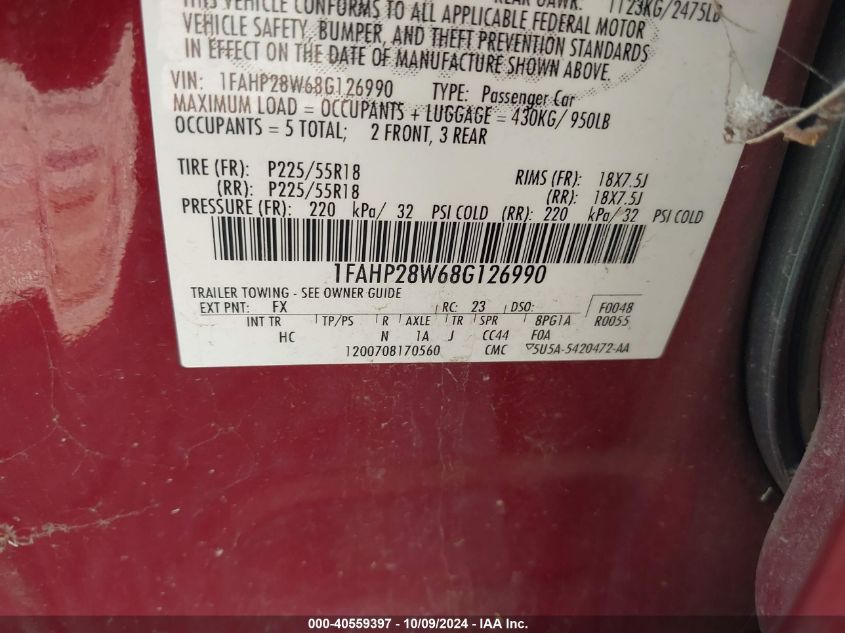 REAR GAWR: 1123KG/2475LB
THIS VEHICLE CONFORMS TO ALL APPLICABLE FEDERAL MOTOR
VEHICLE SAFETY, BUMPER, AND THEFT PREVENTION STANDARDS
IN EFFECT ON THE DATE OF MANUFACTURE SHOWN ABOVE.
VIN: 1FAHP28W68G126990 TYPE: Passenger Car
MAXIMUM LOAD = OCCUPANTS + LUGGAGE = 430KG/ 950LB
OCCUPANTS = 5 TOTAL; 2 FRONT, 3 REAR
TIRE (FR): P225/55R18 RIMS (FR): 18X7.5J
(RR): P225/55R18 (RR): 18X7.5J
PRESSURE (FR): 220 kPa/ 32 PSI COLD (RR): 220 kPa/ 32 PSI COLD
1FAHP28W68G126990
TRAILER TOWING - SEE OWNER GUIDE
EXT PNT: FX RC: 23 DSO: F0048
INT TR TP/PS R AXLE TR SPR 8PG1A R0055
HC N 1A J CC44 F0A
1200708170560 CMC 5U5A-5420472-AA
000-40559397 - 10/09/2024 - IAA Inc.